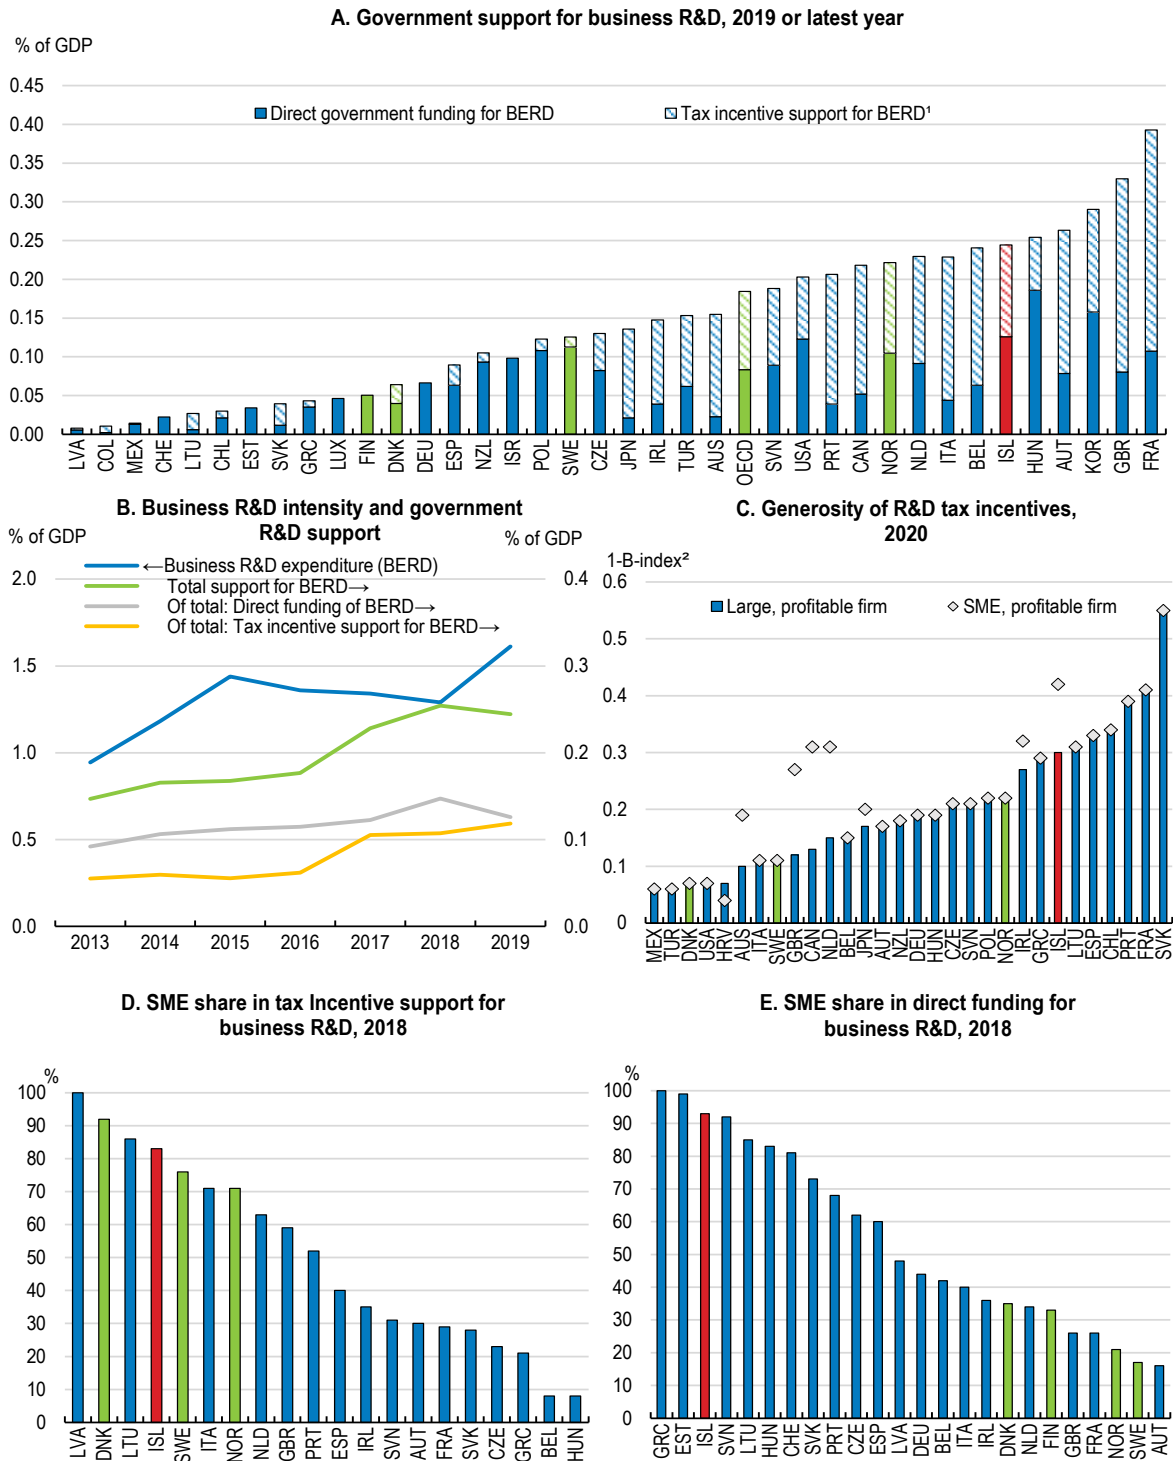 A. Government support for business R&D, 2019 or latest year
% of GDP
0.45
0.40
0.35
0.30
0.25
0.20
0.15
0.10
0.05
0.00
Direct government funding for BERD
Tax incentive support for BERD¹
LVA COL MEX CHE LTU CHL EST SVK GRC LUX FIN DNK DEU ESP NZL ISR POL SWE CZE JPN IRL TUR AUS OECD SVN USA PRT CAN NOR NLD ITA BEL ISL HUN AUT KOR GBR FRA
B. Business R&D intensity and government
R&D support
% of GDP
% of GDP
←Business R&D expenditure (BERD)
Total support for BERD→
Of total: Direct funding of BERD→
Of total: Tax incentive support for BERD→
2.0
1.5
1.0
0.5
0.0
0.4
0.3
0.2
0.1
0.0
2013 2014 2015 2016 2017 2018 2019
C. Generosity of R&D tax incentives,
2020
1-B-index²
0.6
0.5
0.4
0.3
0.2
0.1
0
Large, profitable firm
SME, profitable firm
MEX TUR DNK USA HRV AUS ITA SWE GBR CAN NLD BEL JPN AUT NZL DEU HUN CZE SVN POL NOR IRL GRC ISL LTU ESP CHL PRT FRA SVK
D. SME share in tax Incentive support for
business R&D, 2018
%
100
90
80
70
60
50
40
30
20
10
0
LVA DNK LTU ISL SWE ITA NOR NLD GBR PRT ESP IRL SVN AUT FRA SVK CZE GRC BEL HUN
E. SME share in direct funding for
business R&D, 2018
%
100
90
80
70
60
50
40
30
20
10
0
GRC EST ISL SVN LTU HUN CHE SVK PRT CZE ESP LVA DEU BEL ITA IRL DNK NLD FIN GBR FRA NOR SWE AUT